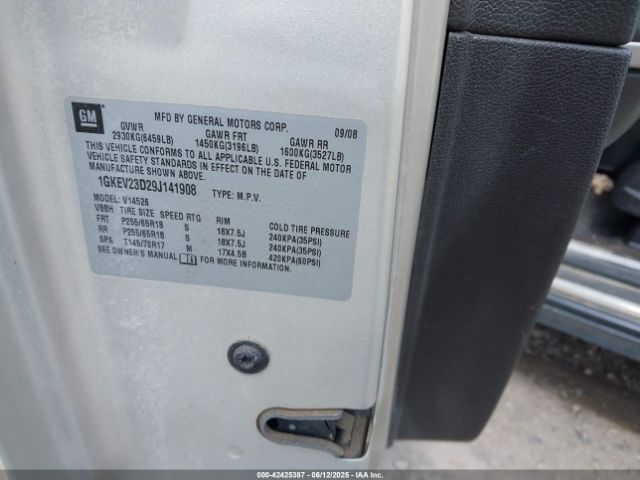 GM
MFD BY GENERAL MOTORS CORP. 09/08
GVWR GAWR FRT GAWR RR
2930KG(6459LB) 1450KG(3196LB) 1600KG(3527LB)
THIS VEHICLE CONFORMS TO ALL APPLICABLE U.S. FEDERAL MOTOR
VEHICLE SAFETY STANDARDS IN EFFECT ON THE DATE OF
MANUFACTURE SHOWN ABOVE.
1GKEV23D29J141908 TYPE: M.P.V.
MODEL: V14526
VBBH TIRE SIZE SPEED RTG RIM COLD TIRE PRESSURE
FRT P255/65R18 S 18X7.5J 240KPA(35PSI)
RR P255/65R18 S 18X7.5J 240KPA(35PSI)
SPA T145/70R17 M 17X4.5B 420KPA(60PSI)
SEE OWNER'S MANUAL FOR MORE INFORMATION.
000-42425387 - 06/12/2025 - IAA Inc.